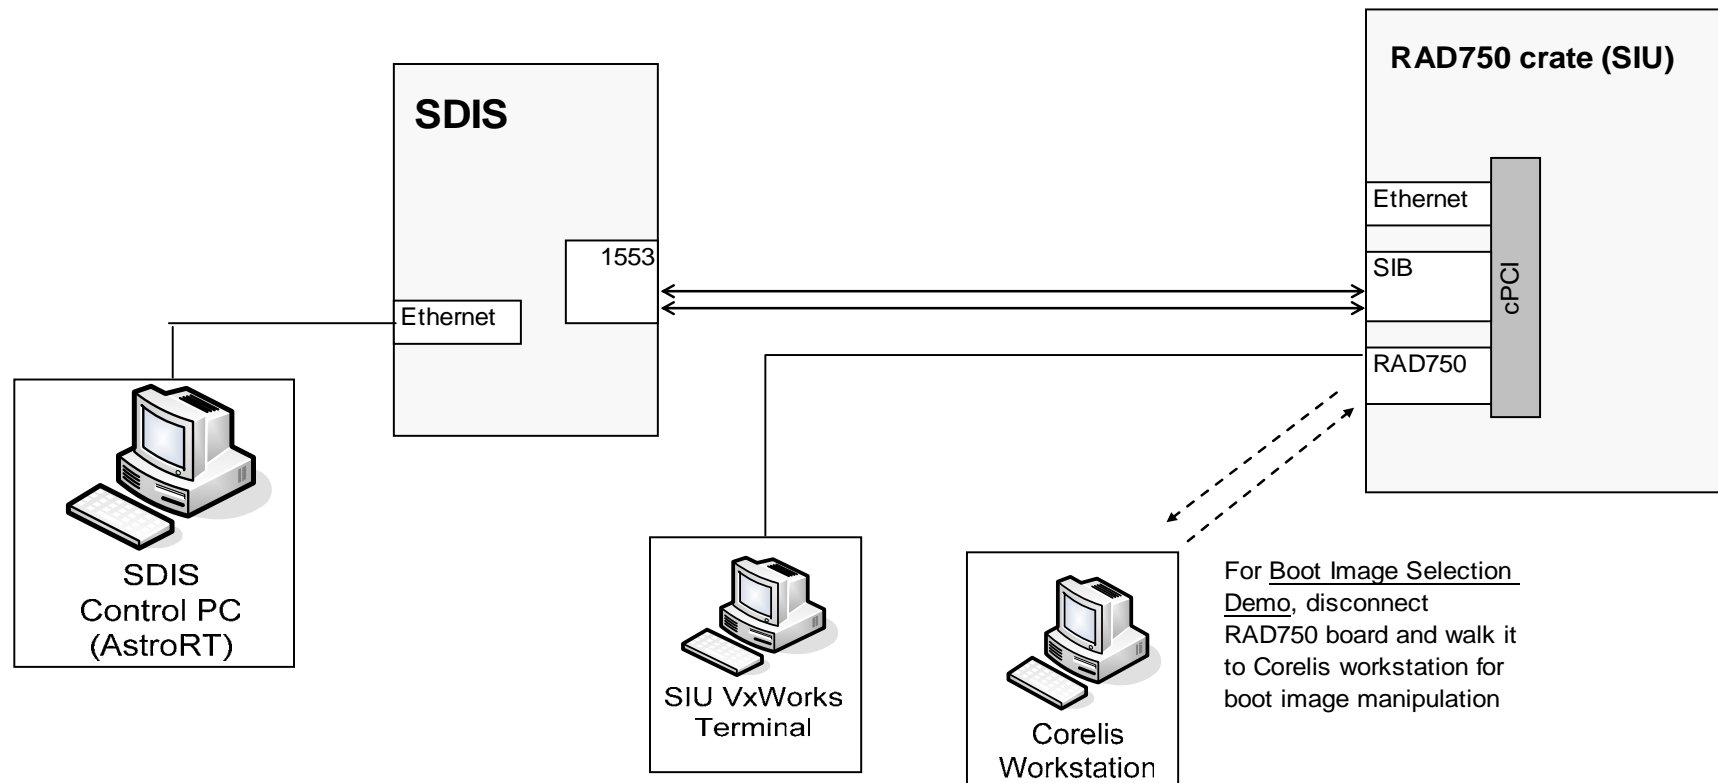 RAD750 crate (SIU)
SDIS
Ethernet
1553
SIB
cPCI
Ethernet
RAD750
SDIS
Control PC
(AstroRT)
SIU VxWorks
Terminal
Corelis
Workstation
For Boot Image Selection
Demo, disconnect
RAD750 board and walk it
to Corelis workstation for
boot image manipulation